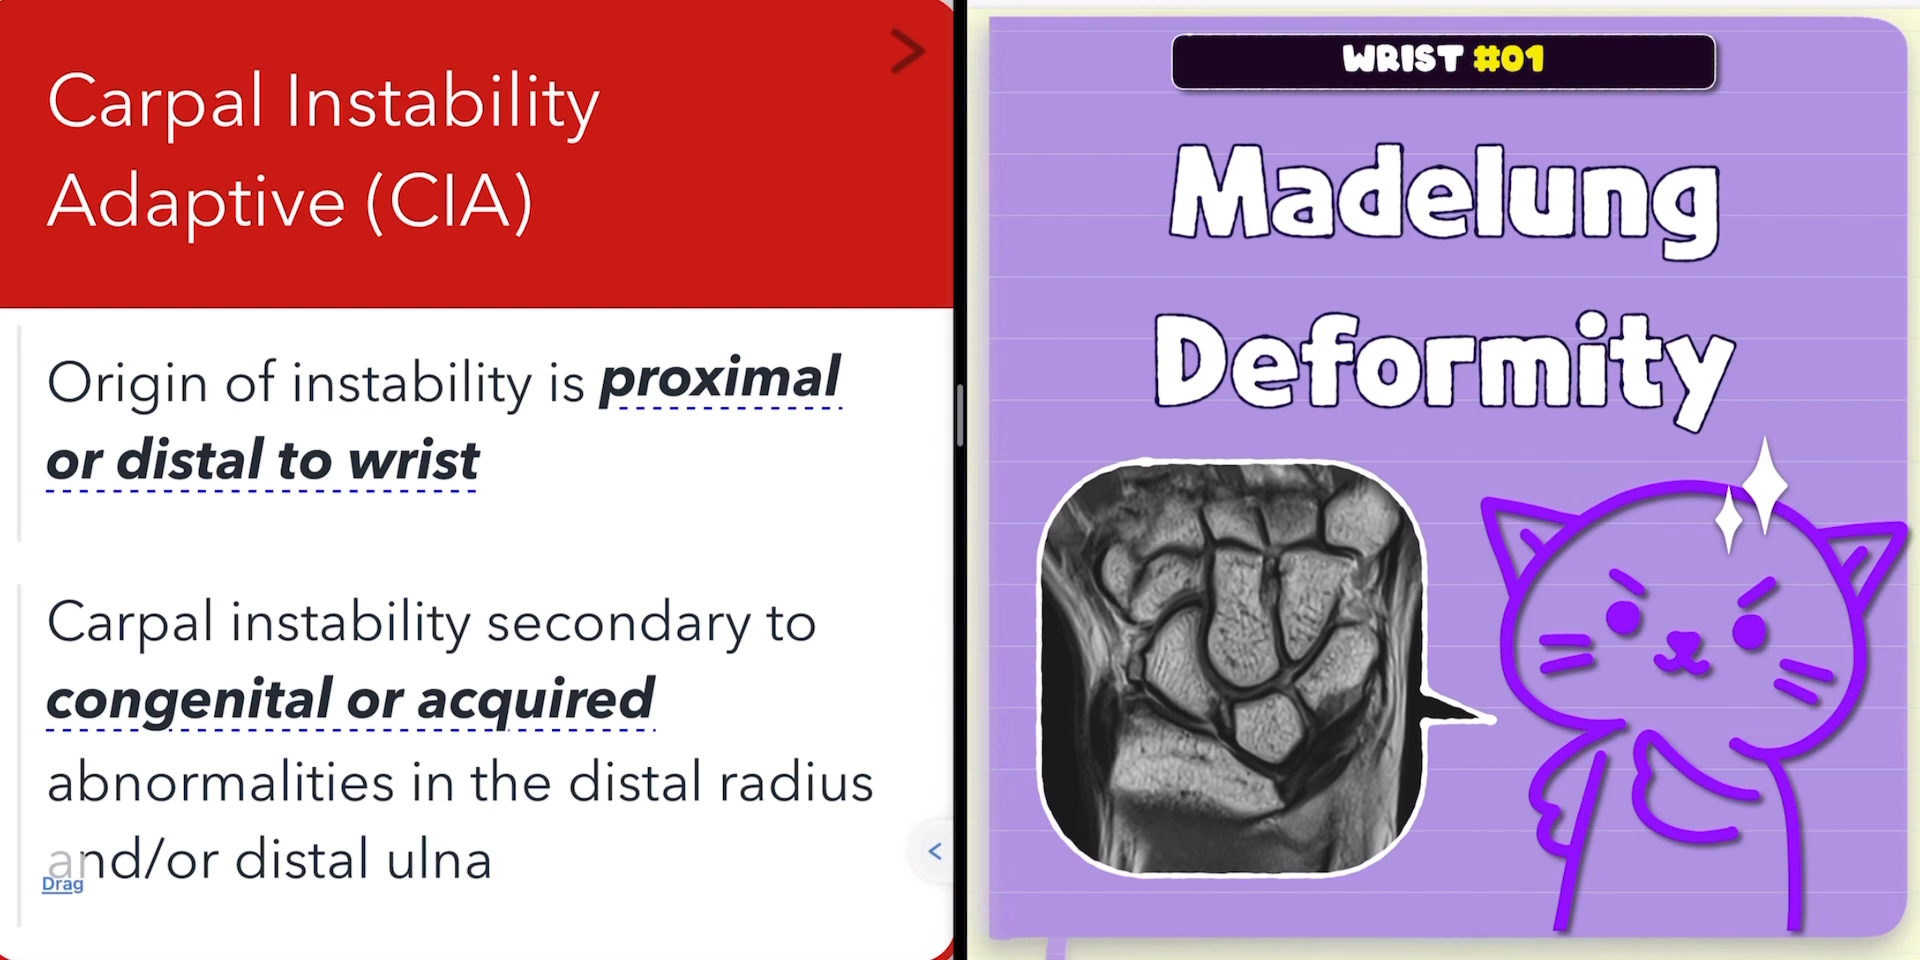 Carpal Instability
Adaptive (CIA)
Origin of instability is proximal
or distal to wrist
Carpal instability secondary to
congenital or acquired
abnormalities in the distal radius
and/or distal ulna
Drag
WRIST #01
Madelung
Deformity